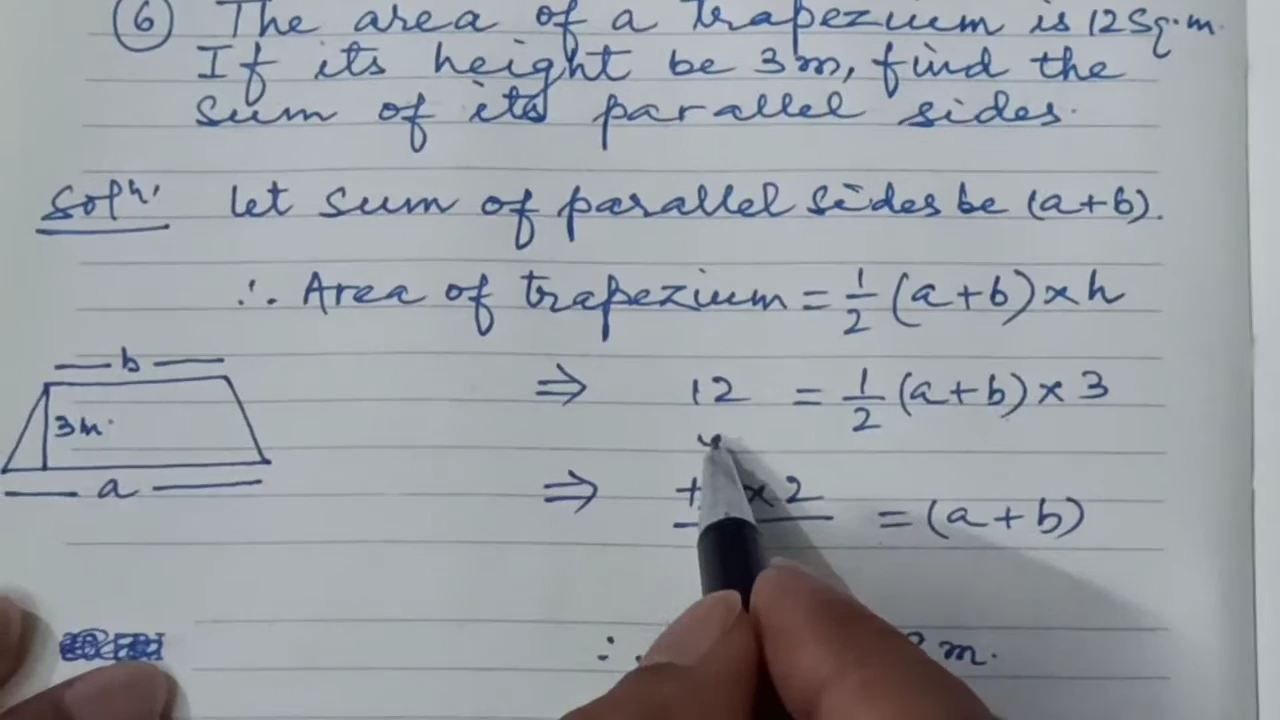 ⑥ The area of a trapezium is 12 Sq. m.
If its height be 3m, find the
Sum of its parallel sides.
Solⁿ. Let sum of parallel sides be (a+b).
∴ Area of trapezium = 1/2 (a+b) × h
b
⇒ 12 = 1/2 (a+b) × 3
3m.
a
⇒ × 2 = (a+b)
∴ m.